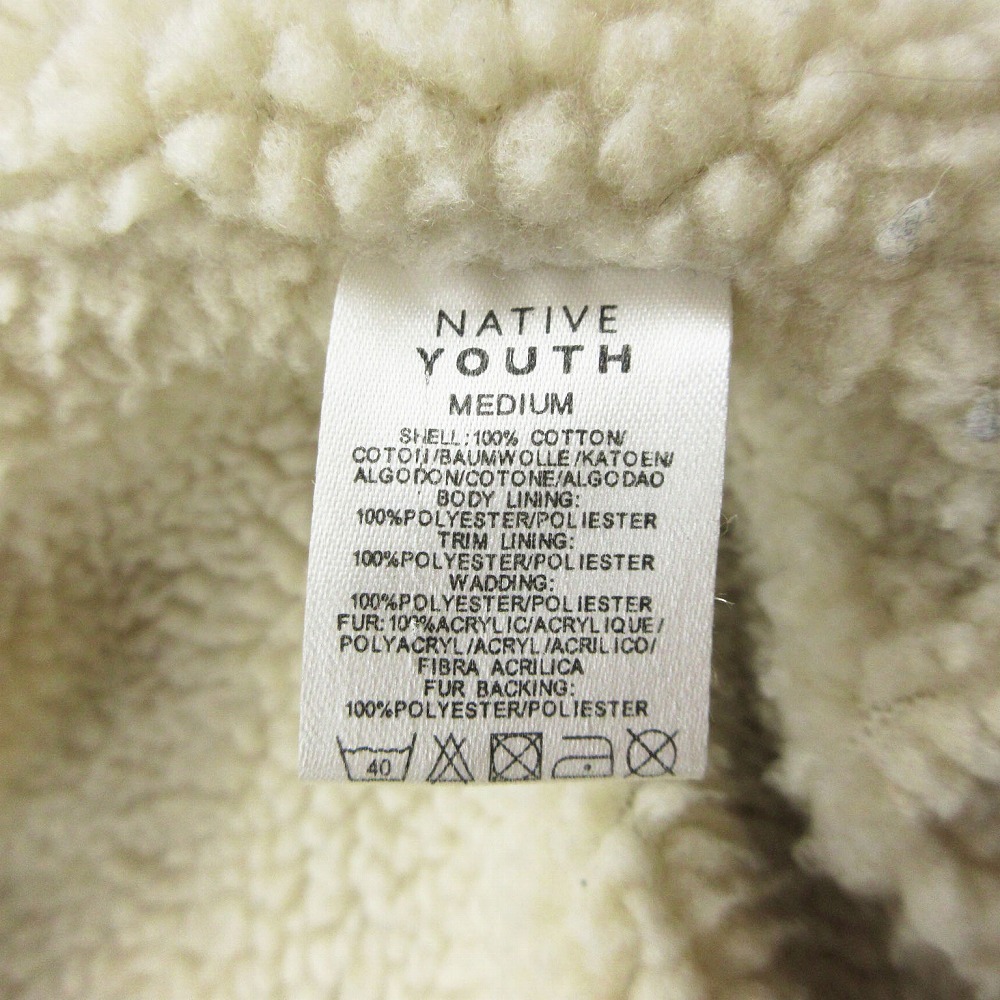 NATIVE
YOUTH
MEDIUM
SHELL:100% COTTON/
COTON/BAUMWOLLE/KATOEN/
ALGODON/COTONE/ALGODAO
BODY LINING:
100%POLYESTER/POLIESTER
TRIM LINING:
100%POLYESTER/POLIESTER
WADDING:
100%POLYESTER/POLIESTER
FUR:100%ACRYLIC/ACRYLIQUE/
POLYACRYL/ACRYL/ACRILICO/
FIBRA ACRILICA
FUR BACKING:
100%POLYESTER/POLIESTER
40